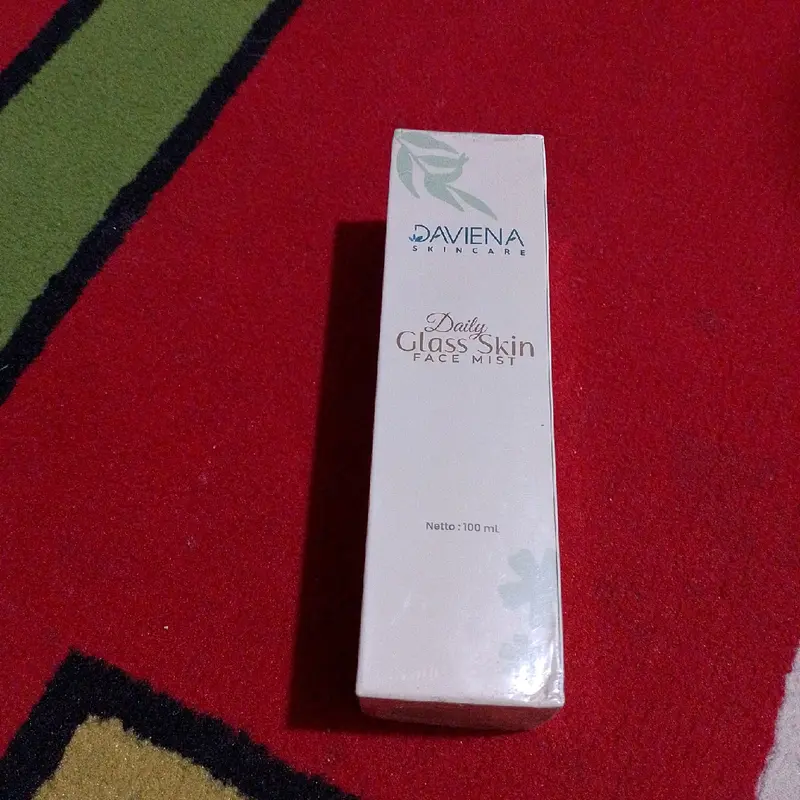 DAVIENA
SKINCARE
Daily
Glass Skin
FACE MIST
Netto : 100 mL